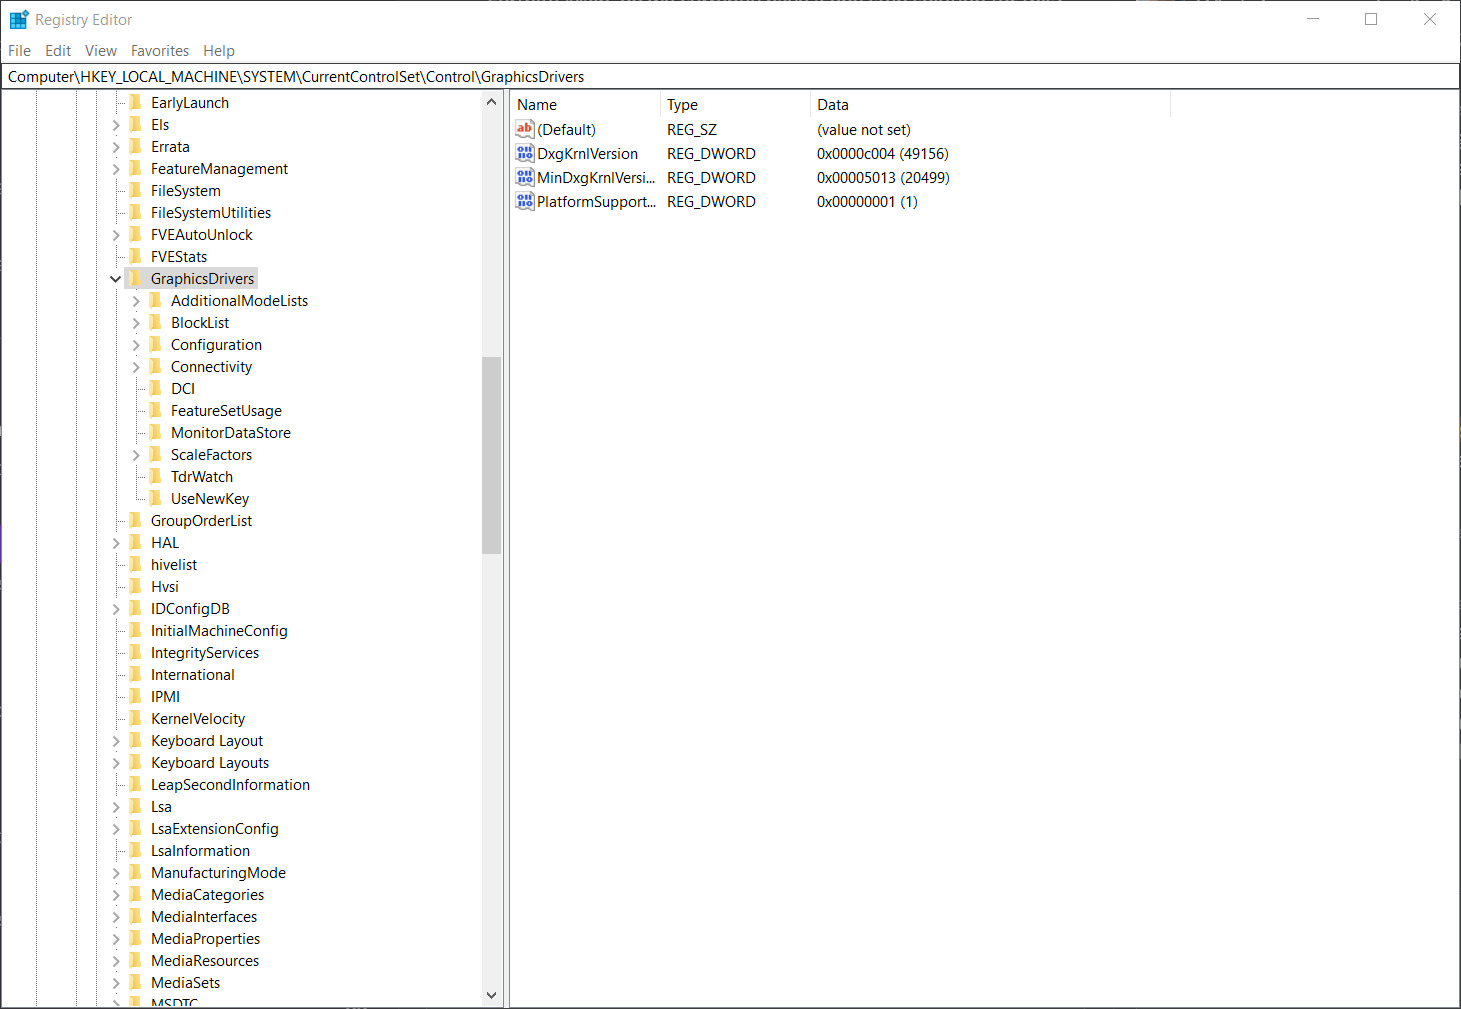 Registry Editor
File Edit View Favorites Help
Computer\HKEY_LOCAL_MACHINE\SYSTEM\CurrentControlSet\Control\GraphicsDrivers
EarlyLaunch
Els
Errata
FeatureManagement
FileSystem
FileSystemUtilities
FVEAutoUnlock
FVEStats
GraphicsDrivers
AdditionalModeLists
BlockList
Configuration
Connectivity
DCI
FeatureSetUsage
MonitorDataStore
ScaleFactors
TdrWatch
UseNewKey
GroupOrderList
HAL
hivelist
Hvsi
IDConfigDB
InitialMachineConfig
IntegrityServices
International
IPMI
KernelVelocity
Keyboard Layout
Keyboard Layouts
LeapSecondInformation
Lsa
LsaExtensionConfig
LsaInformation
ManufacturingMode
MediaCategories
MediaInterfaces
MediaProperties
MediaResources
MediaSets
MSDTC
Name Type Data
(Default) REG_SZ (value not set)
DxgKrnlVersion REG_DWORD 0x0000c004 (49156)
MinDxgKrnlVersi... REG_DWORD 0x00005013 (20499)
PlatformSupport... REG_DWORD 0x00000001 (1)